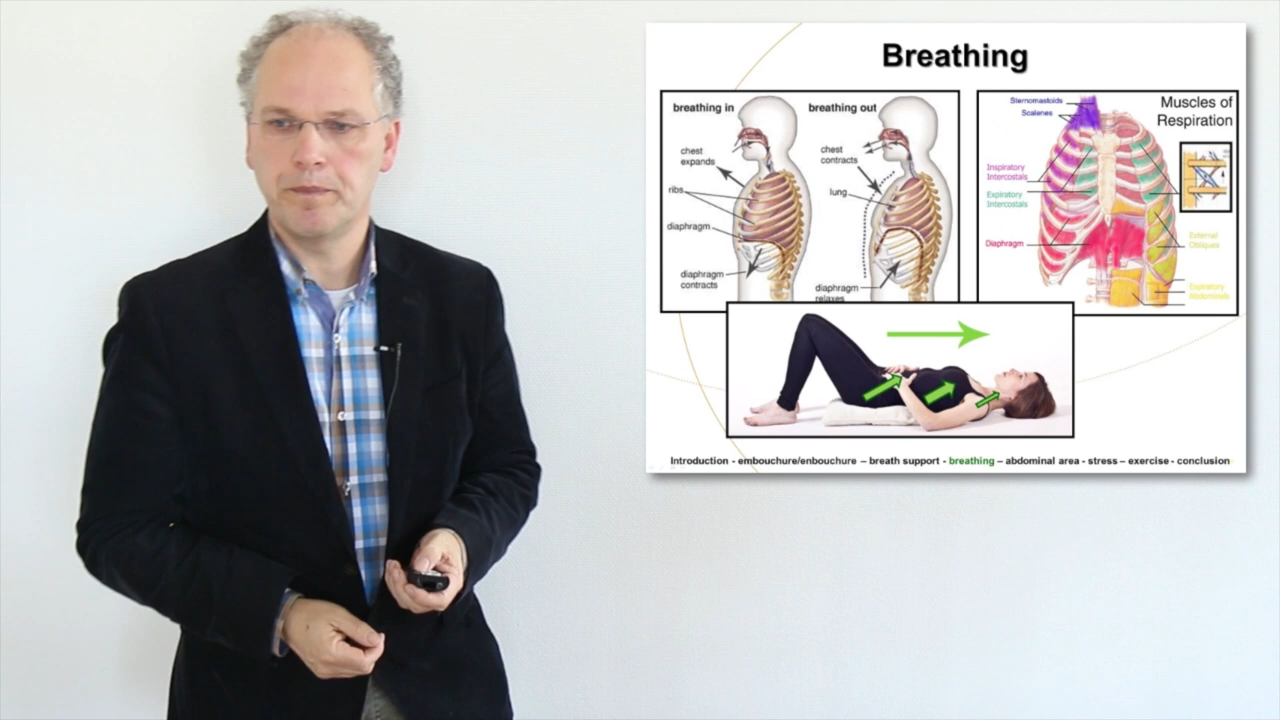 Breathing
breathing in
breathing out
chest
expands
ribs
diaphragm
diaphragm
contracts
chest
contracts
lung
diaphragm
relaxes
Muscles of
Respiration
Sternomastoids
Scalenes
Inspiratory
Intercostals
Expiratory
Intercostals
Diaphragm
External
Obliques
Expiratory
Abdominals
Introduction - embouchure/enbouchure – breath support - breathing – abdominal area - stress – exercise - conclusion